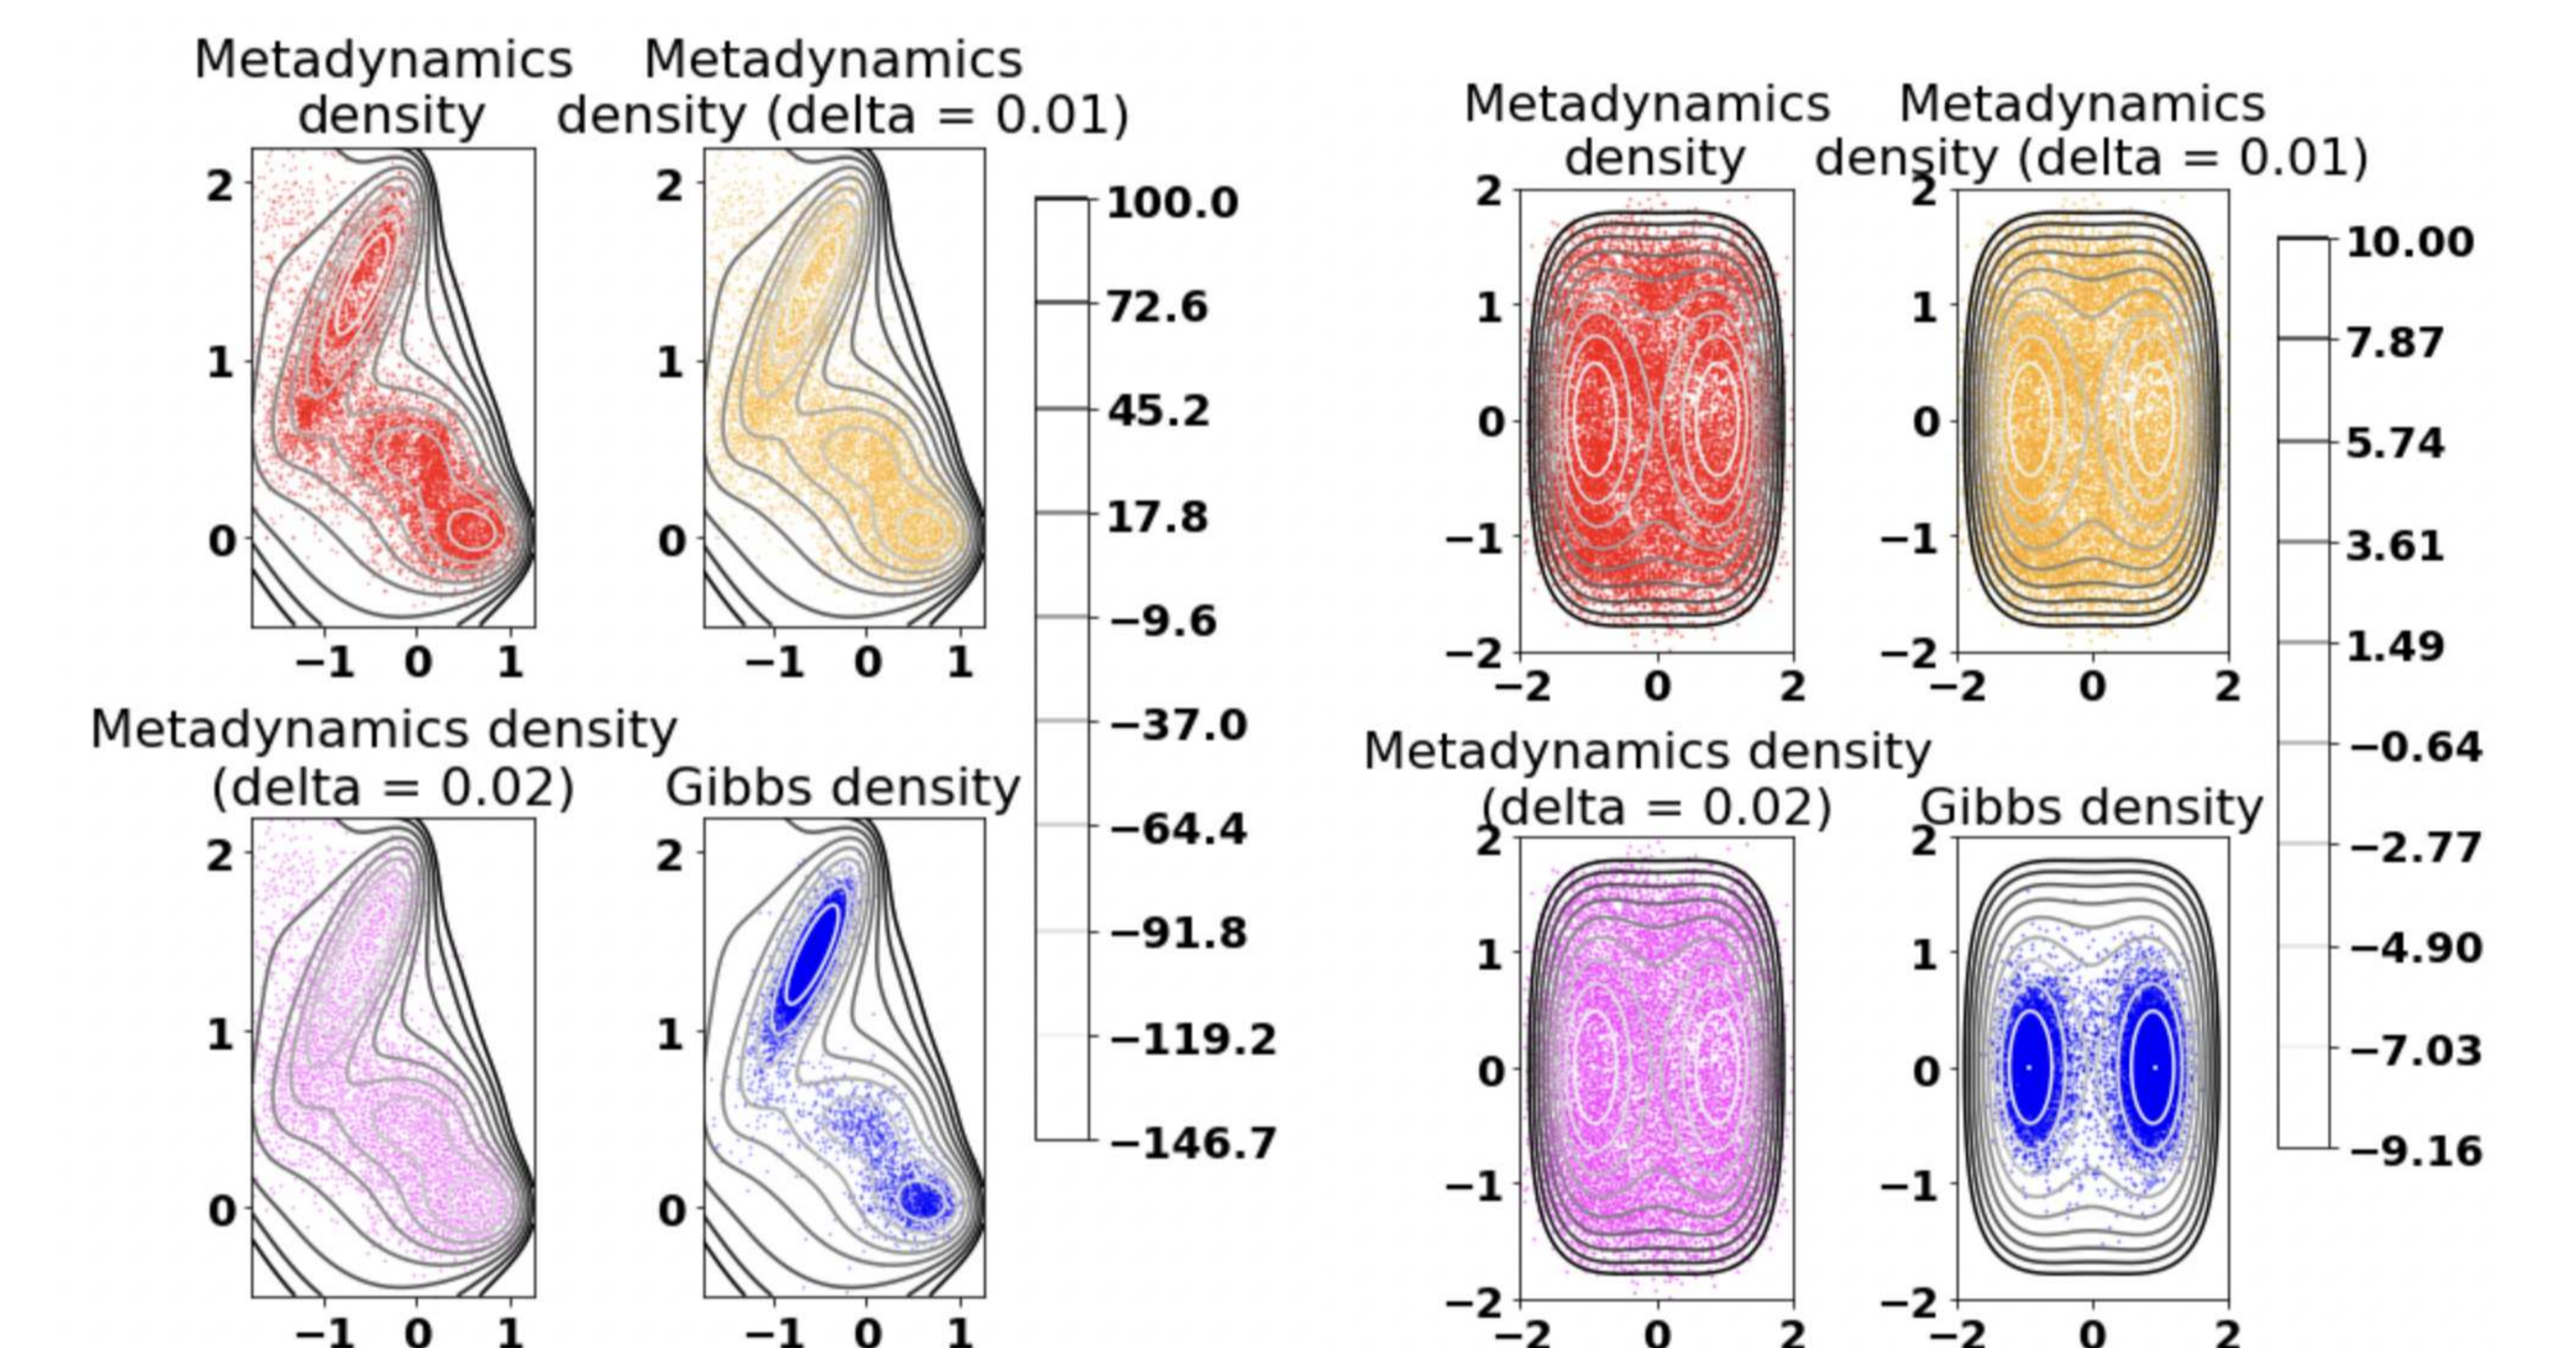 Metadynamics
density
Metadynamics
density (delta = 0.01)
2
1
0
−1 0 1
2
1
0
−1 0 1
100.0
72.6
45.2
17.8
−9.6
−37.0
−64.4
−91.8
−119.2
−146.7
Metadynamics density
(delta = 0.02)
2
1
0
−1 0 1
Gibbs density
2
1
0
−1 0 1
Metadynamics
density
2
1
0
−1
−2
−2 0 2
Metadynamics
density (delta = 0.01)
2
1
0
−1
−2
−2 0 2
10.00
7.87
5.74
3.61
1.49
−0.64
−2.77
−4.90
−7.03
−9.16
Metadynamics density
(delta = 0.02)
2
1
0
−1
−2
−2 0 2
Gibbs density
2
1
0
−1
−2
−2 0 2